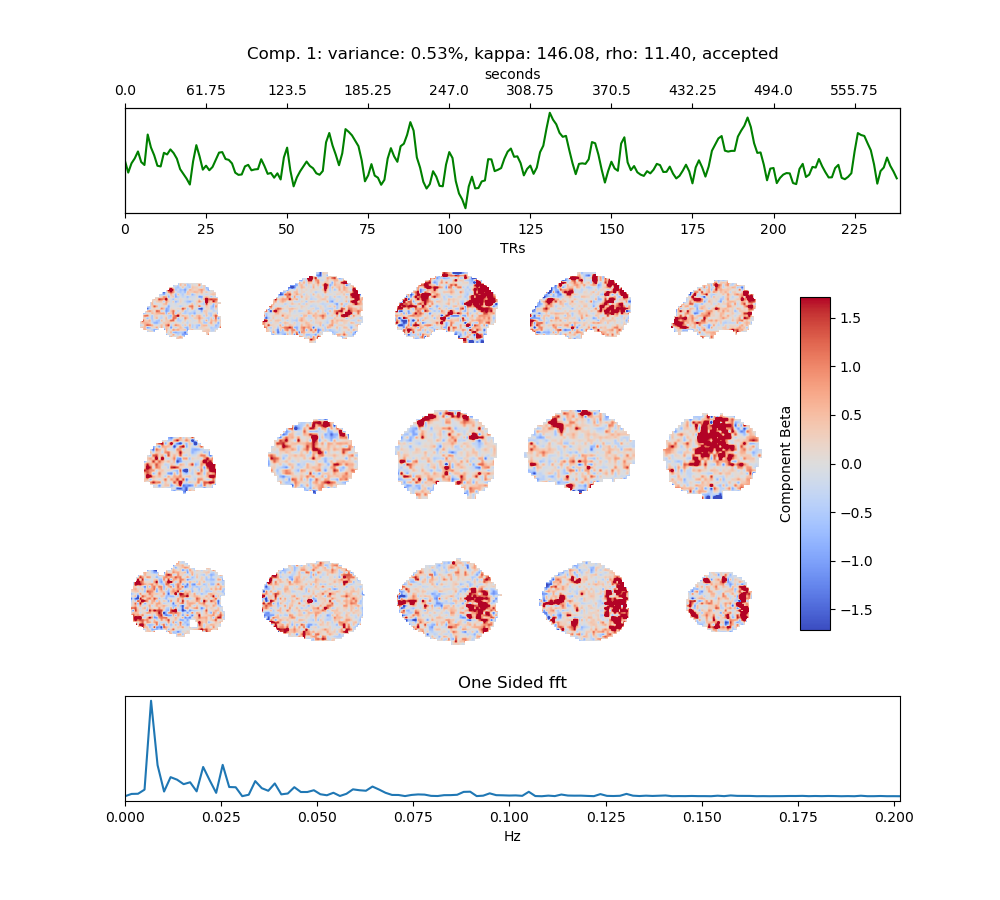 Comp. 1: variance: 0.53%, kappa: 146.08, rho: 11.40, accepted
seconds
0.0 61.75 123.5 185.25 247.0 308.75 370.5 432.25 494.0 555.75
0 25 50 75 100 125 150 175 200 225
TRs
1.5
1.0
0.5
0.0
−0.5
−1.0
−1.5
Component Beta
One Sided fft
0.000 0.025 0.050 0.075 0.100 0.125 0.150 0.175 0.200
Hz